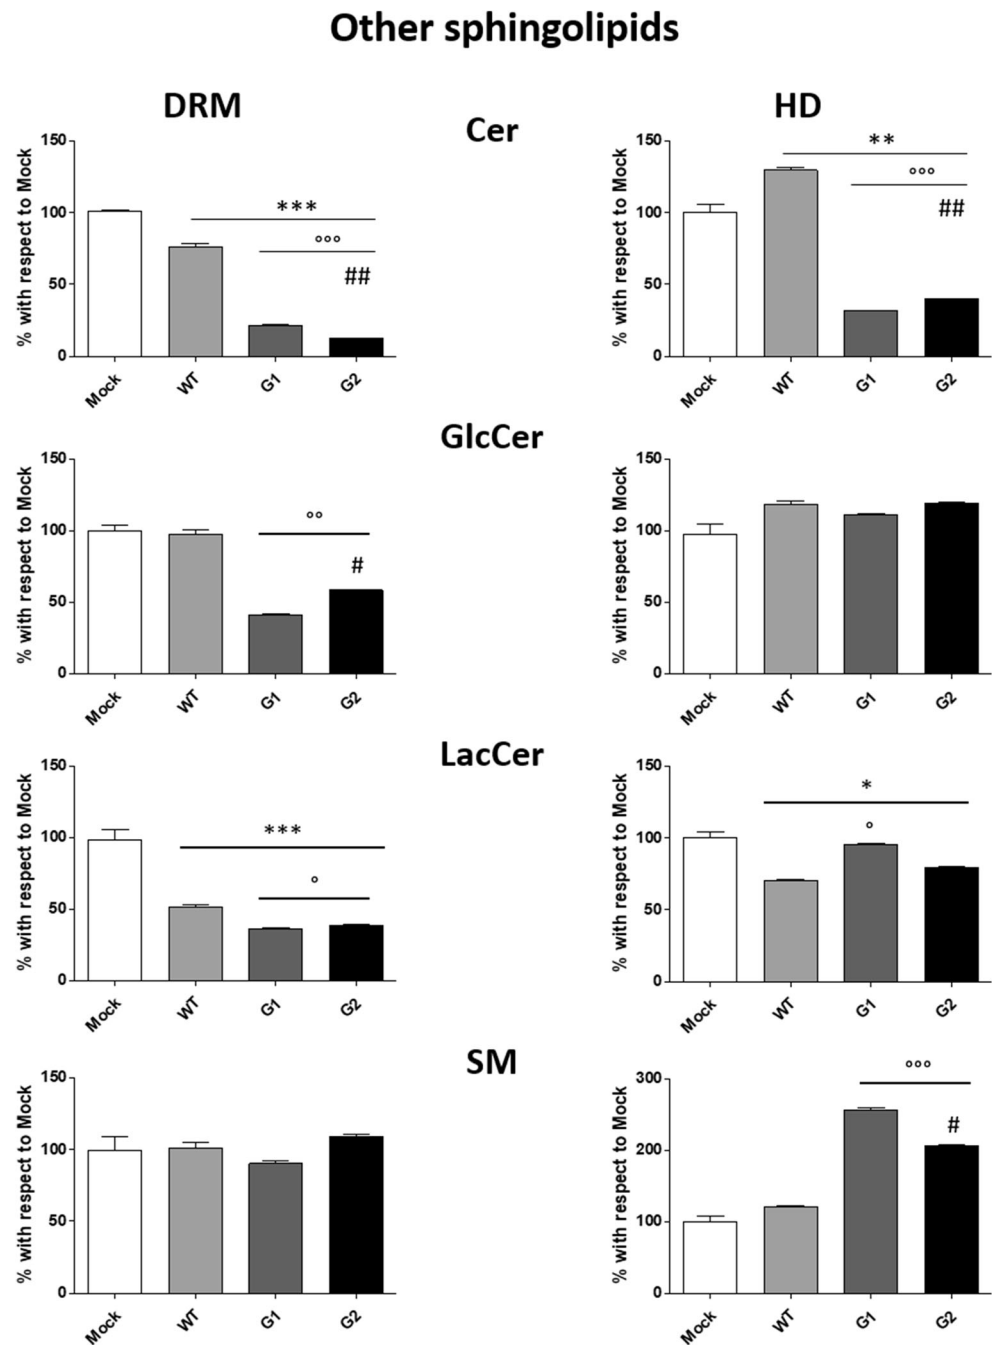 Other sphingolipids
DRM
HD
Cer
% with respect to Mock
150
100
50
0
***
°°°
##
Mock
WT
G1
G2
% with respect to Mock
150
100
50
0
**
°°°
##
Mock
WT
G1
G2
GlcCer
% with respect to Mock
150
100
50
0
°°
#
Mock
WT
G1
G2
% with respect to Mock
150
100
50
0
Mock
WT
G1
G2
LacCer
% with respect to Mock
150
100
50
0
***
°
Mock
WT
G1
G2
% with respect to Mock
150
100
50
0
*
°
Mock
WT
G1
G2
SM
% with respect to Mock
150
100
50
0
Mock
WT
G1
G2
% with respect to Mock
300
200
100
0
°°°
#
Mock
WT
G1
G2